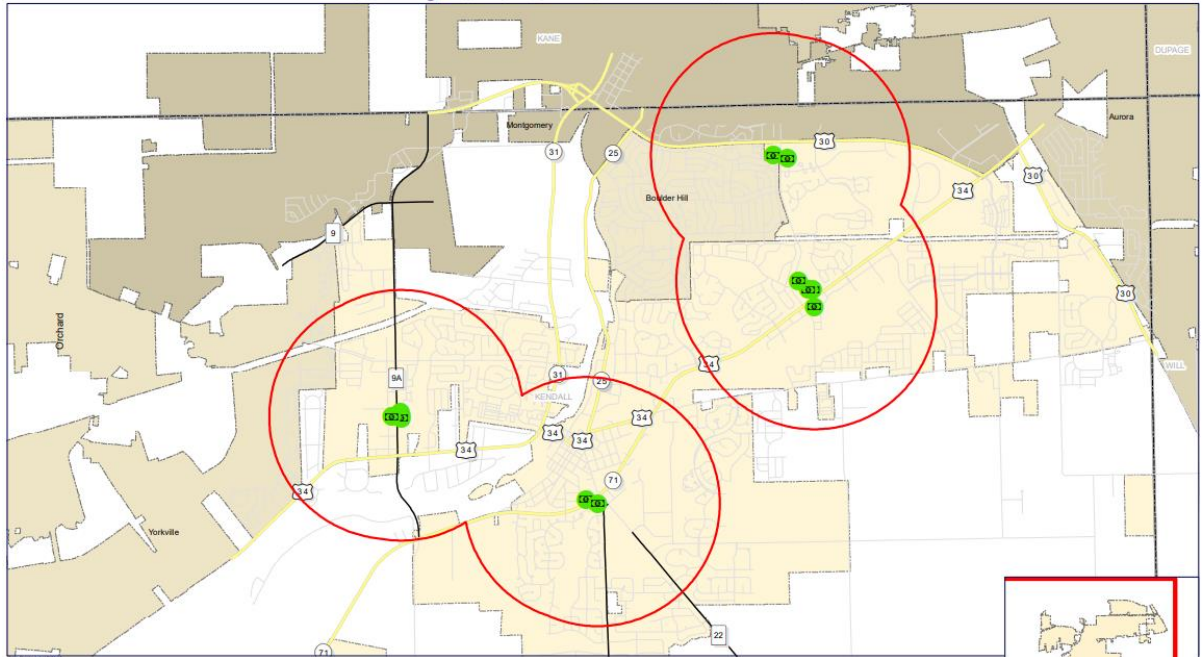 KANE
DUPAGE
Montgomery
Aurora
31
25
30
34
30
Boulder Hill
9
30
Orchard
34
WILL
9A
31
25
KENDALL
34
34
34
34
71
34
Yorkville
22
71